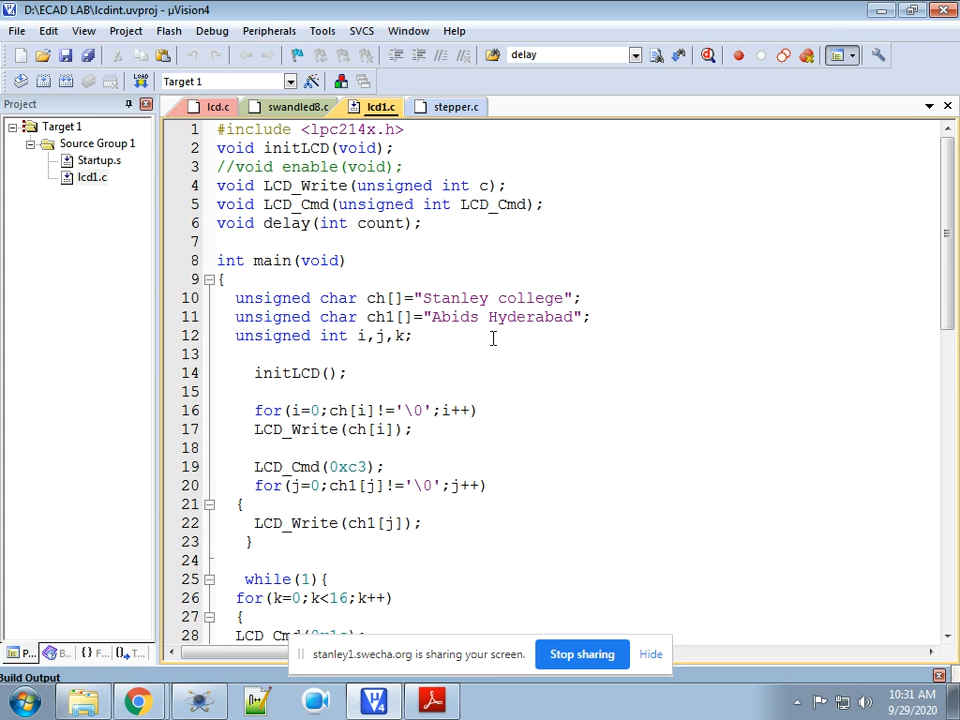 D:\ECAD LAB\lcdint.uvproj - µVision4
File Edit View Project Flash Debug Peripherals Tools SVCS Window Help
delay
LOAD Target 1
Project
lcd.c swandled8.c lcd1.c stepper.c
Target 1
Source Group 1
Startup.s
lcd1.c
1 #include <lpc214x.h>
2 void initLCD(void);
3 //void enable(void);
4 void LCD_Write(unsigned int c);
5 void LCD_Cmd(unsigned int LCD_Cmd);
6 void delay(int count);
7
8 int main(void)
9 {
10 unsigned char ch[]="Stanley college";
11 unsigned char ch1[]="Abids Hyderabad";
12 unsigned int i,j,k;
13
14 initLCD();
15
16 for(i=0;ch[i]!='\0';i++)
17 LCD_Write(ch[i]);
18
19 LCD_Cmd(0xc3);
20 for(j=0;ch1[j]!='\0';j++)
21 {
22 LCD_Write(ch1[j]);
23 }
24
25 while(1){
26 for(k=0;k<16;k++)
27 {
28 LCD_Cmd(0x1c);
P... B... {} F... 0 T...
stanley1.swecha.org is sharing your screen. Stop sharing Hide
Build Output
10:31 AM
9/29/2020